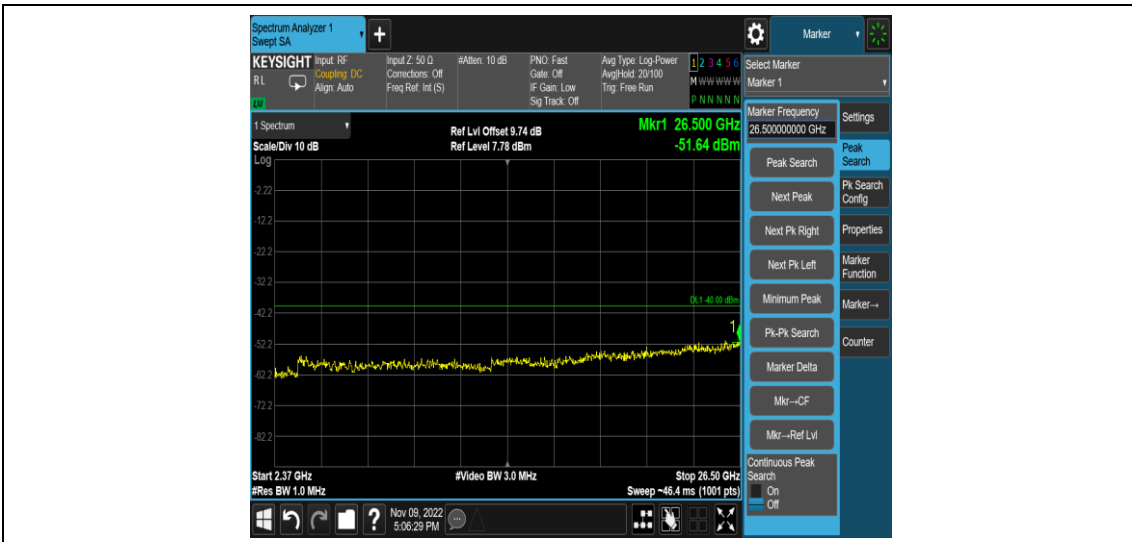 Spectrum Analyzer 1
Swept SA
+
Marker
KEYSIGHT
RL
LXI
Input: RF
Coupling: DC
Align: Auto
Input Z: 50 Ω
Corrections: Off
Freq Ref: Int (S)
#Atten: 10 dB
PNO: Fast
Gate: Off
IF Gain: Low
Sig Track: Off
Avg Type: Log-Power
Avg|Hold: 20/100
Trig: Free Run
1 2 3 4 5 6
M W W W W W
P N N N N N
Select Marker
Marker 1
1 Spectrum
Scale/Div 10 dB
Log
Ref Lvl Offset 9.74 dB
Ref Level 7.78 dBm
Mkr1 26.500 GHz
-51.64 dBm
-2.22
-12.2
-22.2
-32.2
-42.2
-52.2
-62.2
-72.2
-82.2
DL1 -40.00 dBm
1
Start 2.37 GHz
#Res BW 1.0 MHz
#Video BW 3.0 MHz
Stop 26.50 GHz
Sweep ~46.4 ms (1001 pts)
Marker Frequency
26.500000000 GHz
Peak Search
Next Peak
Next Pk Right
Next Pk Left
Minimum Peak
Pk-Pk Search
Marker Delta
Mkr→CF
Mkr→Ref Lvl
Continuous Peak
Search
On
Off
Settings
Peak
Search
Pk Search
Config
Properties
Marker
Function
Marker→
Counter
?
Nov 09, 2022
5:06:29 PM